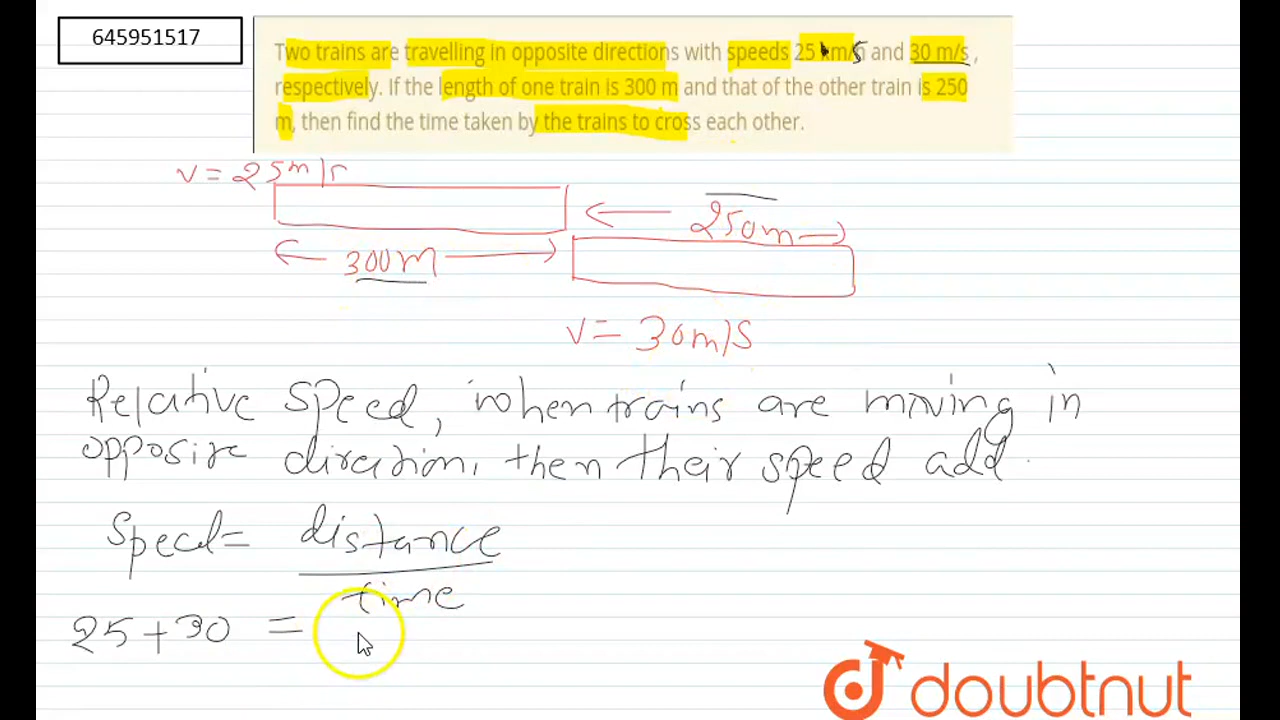 645951517
Two trains are travelling in opposite directions with speeds 25 km/h and 30 m/s ,
respectively. If the length of one train is 300 m and that of the other train is 250
m, then find the time taken by the trains to cross each other.
v = 25m/s
250m
300m
v = 30m/s
Relative speed, when trains are moving in
opposite direction, then their speed add.
Speed = distance
time
25+30 =
doubtnut